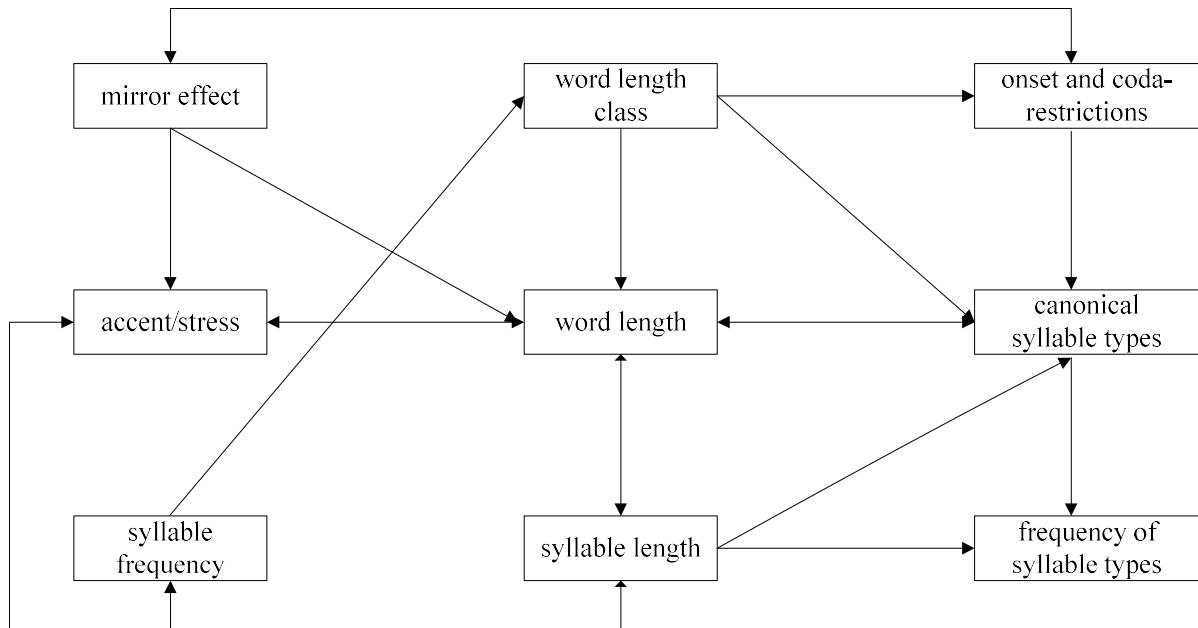 mirror effect
word length
class
onset and coda-
restrictions
accent/stress
word length
canonical
syllable types
syllable
frequency
syllable length
frequency of
syllable types